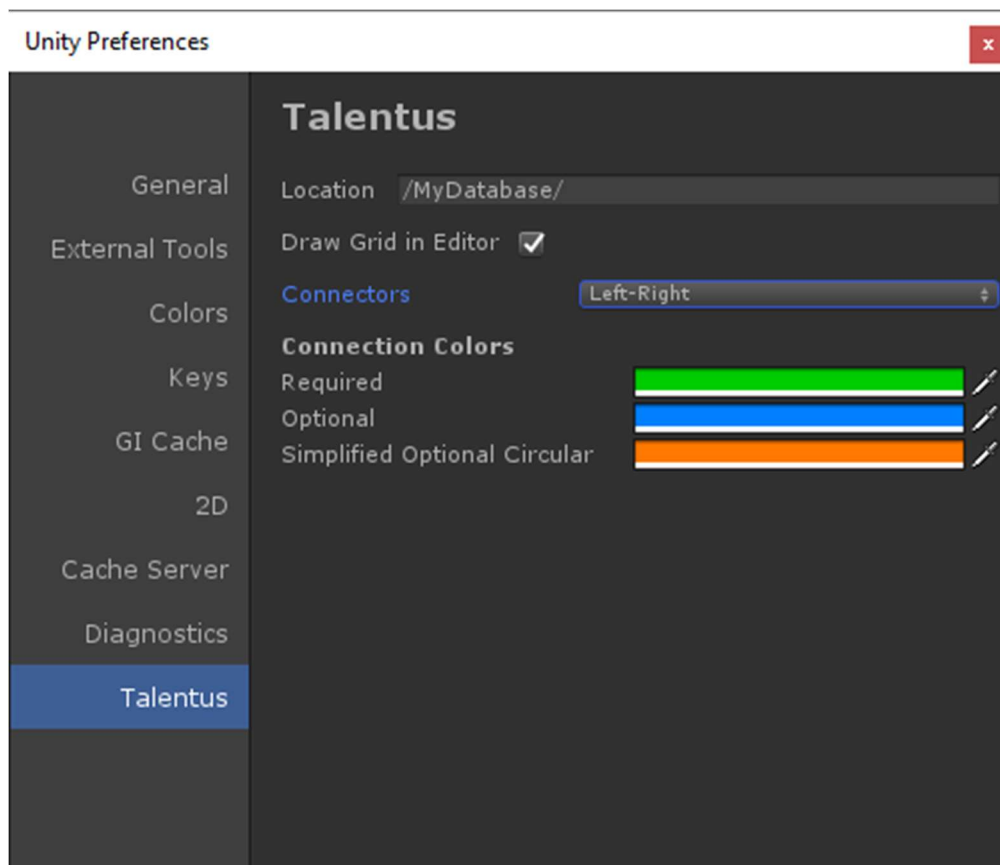 Unity Preferences
x
General
External Tools
Colors
Keys
GI Cache
2D
Cache Server
Diagnostics
Talentus
Talentus
Location /MyDatabase/
Draw Grid in Editor
Connectors Left-Right
Connection Colors
Required
Optional
Simplified Optional Circular